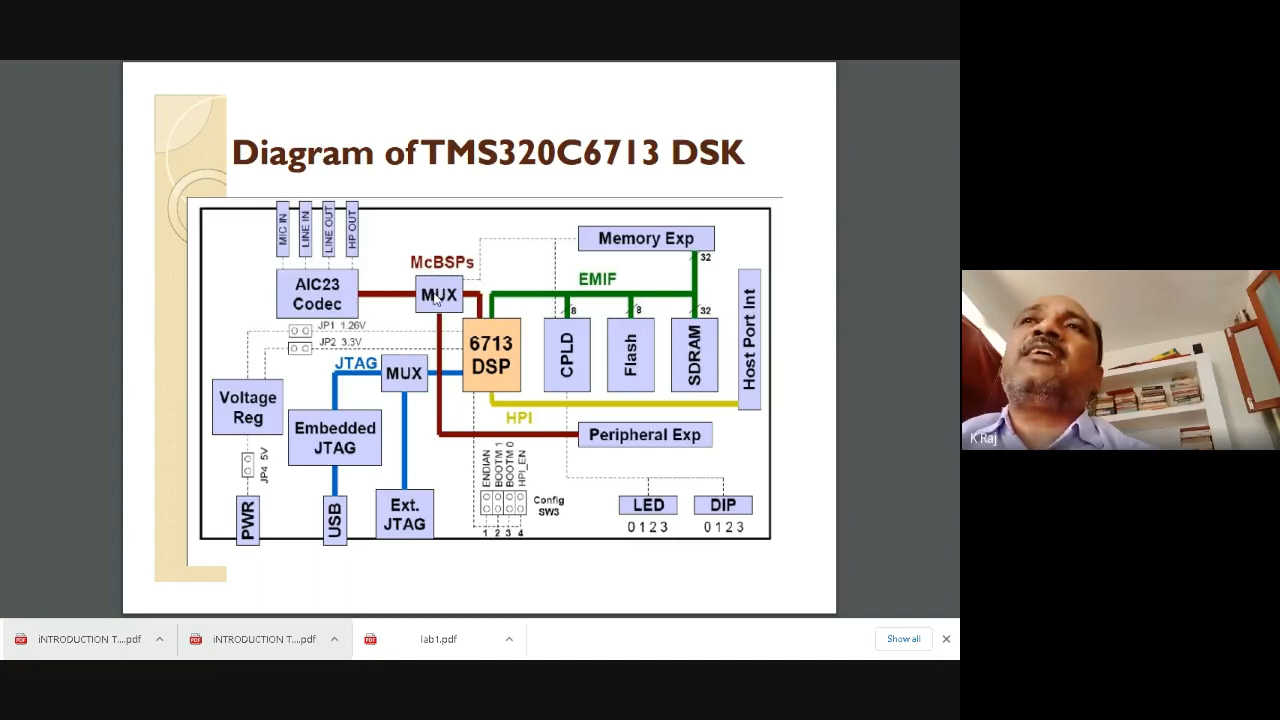 Diagram of TMS320C6713 DSK
MIC IN
LINE IN
LINE OUT
HP OUT
AIC23
Codec
McBSPs
MUX
Memory Exp
32
EMIF
8
8
32
JP1 1.26V
JP2 3.3V
6713
DSP
CPLD
Flash
SDRAM
Host Port Int
JTAG
MUX
Voltage
Reg
HPI
Embedded
JTAG
Peripheral Exp
JP4 5V
ENDIAN
BOOTM 1
BOOTM 0
HPI_EN
Config
SW3
1 2 3 4
PWR
USB
Ext.
JTAG
LED
0 1 2 3
DIP
0 1 2 3
K Raj
iNTRODUCTION T....pdf
iNTRODUCTION T....pdf
lab1.pdf
Show all
PDF
PDF
PDF